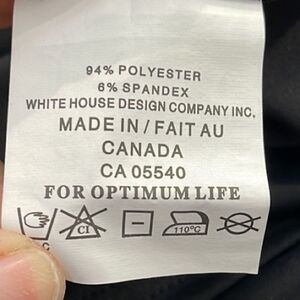 94% POLYESTER
6% SPANDEX
WHITE HOUSE DESIGN COMPANY INC.
MADE IN / FAIT AU
CANADA
CA 05540
FOR OPTIMUM LIFE
Cl
110°C
C